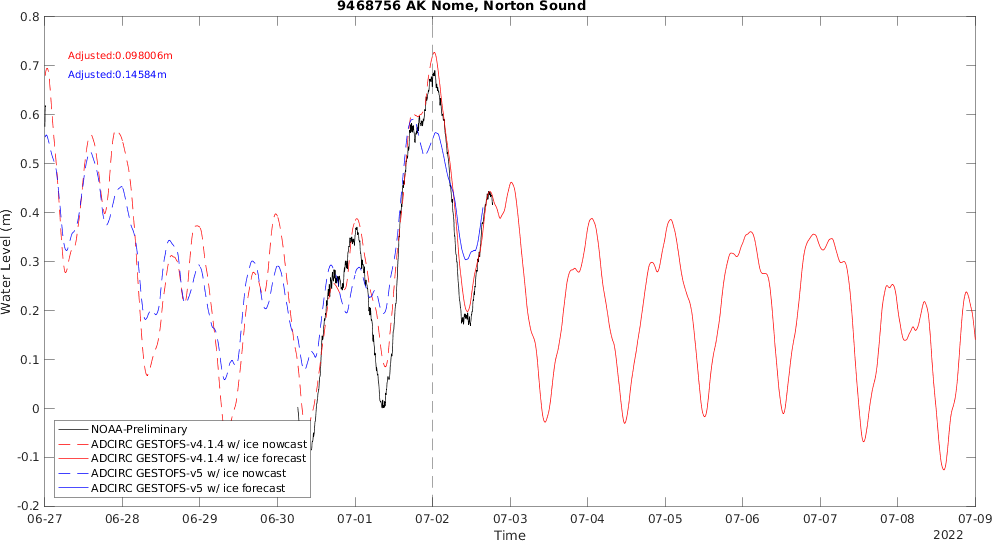 9468756 AK Nome, Norton Sound
0.8
0.7
0.6
0.5
0.4
0.3
0.2
0.1
0
-0.1
-0.2
Water Level (m)
Adjusted:0.098006m
Adjusted:0.14584m
NOAA-Preliminary
ADCIRC GESTOFS-v4.1.4 w/ ice nowcast
ADCIRC GESTOFS-v4.1.4 w/ ice forecast
ADCIRC GESTOFS-v5 w/ ice nowcast
ADCIRC GESTOFS-v5 w/ ice forecast
06-27 06-28 06-29 06-30 07-01 07-02 07-03 07-04 07-05 07-06 07-07 07-08 07-09
Time
2022